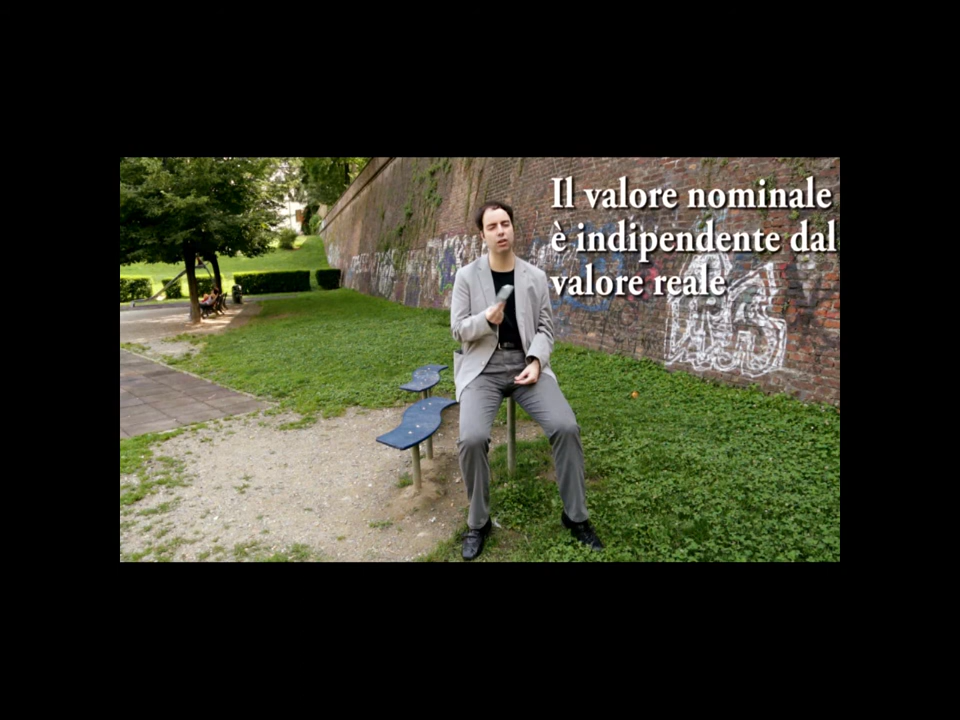 Il valore nominale
è indipendente dal
valore reale